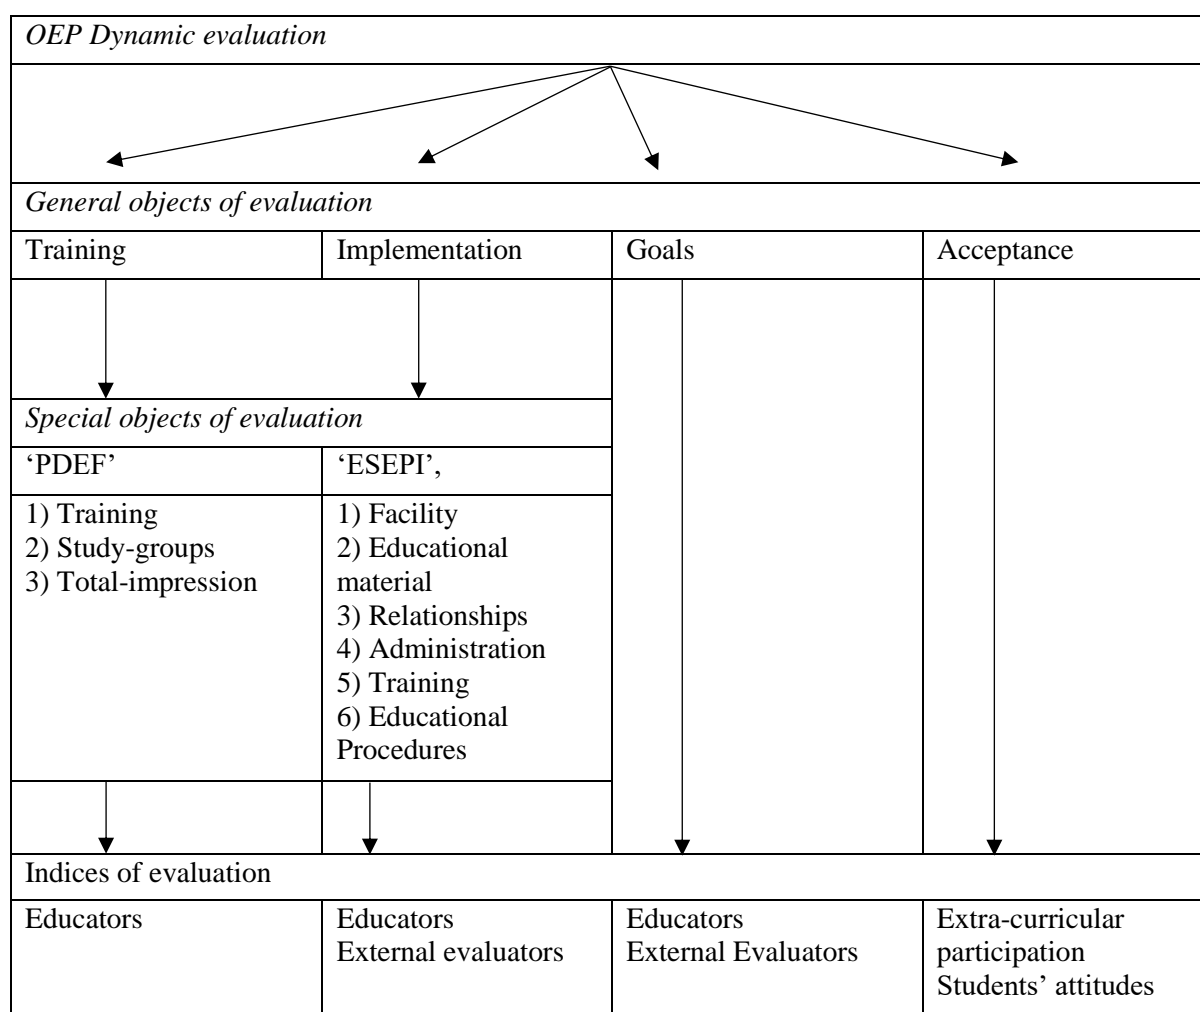 OEP Dynamic evaluation
General objects of evaluation
Training
Implementation
Goals
Acceptance
Special objects of evaluation
‘PDEF’
‘ESEPI’,
1) Training
2) Study-groups
3) Total-impression
1) Facility
2) Educational
material
3) Relationships
4) Administration
5) Training
6) Educational
Procedures
Indices of evaluation
Educators
Educators
External evaluators
Educators
External Evaluators
Extra-curricular
participation
Students’ attitudes